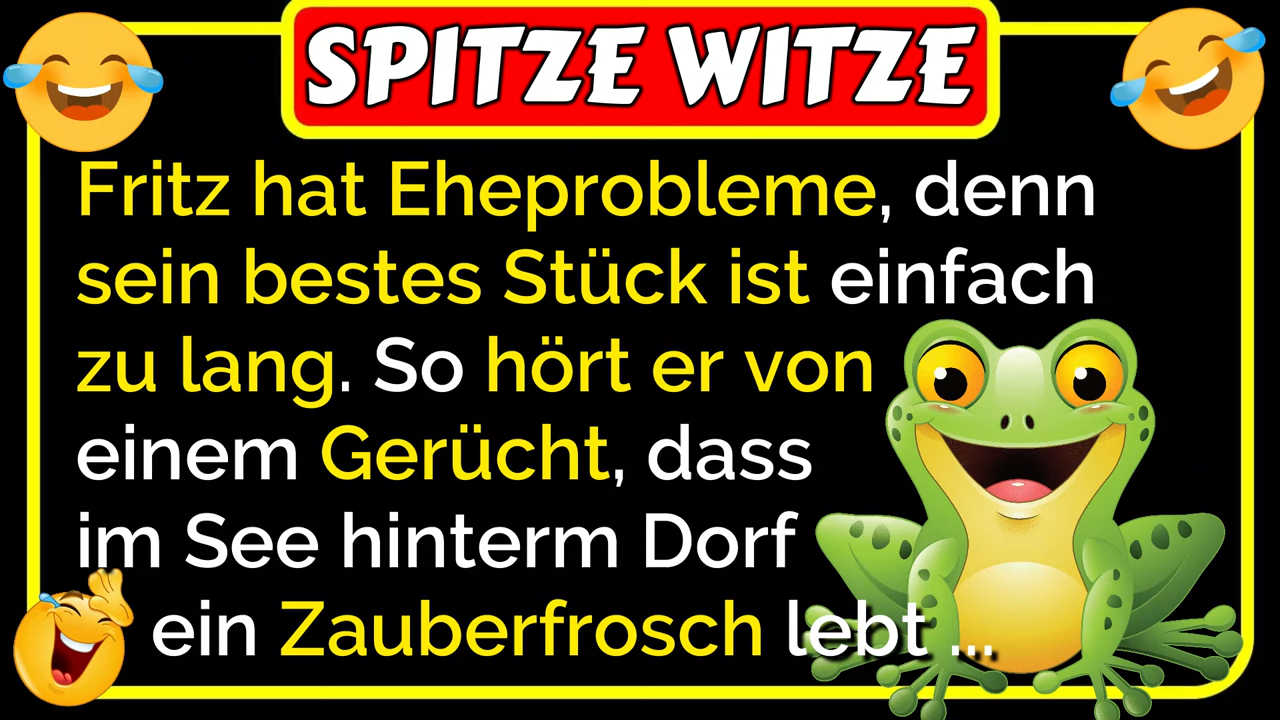 SPITZE WITZE
Fritz hat Eheprobleme, denn
sein bestes Stück ist einfach
zu lang. So hört er von
einem Gerücht, dass
im See hinterm Dorf
ein Zauberfrosch lebt ...